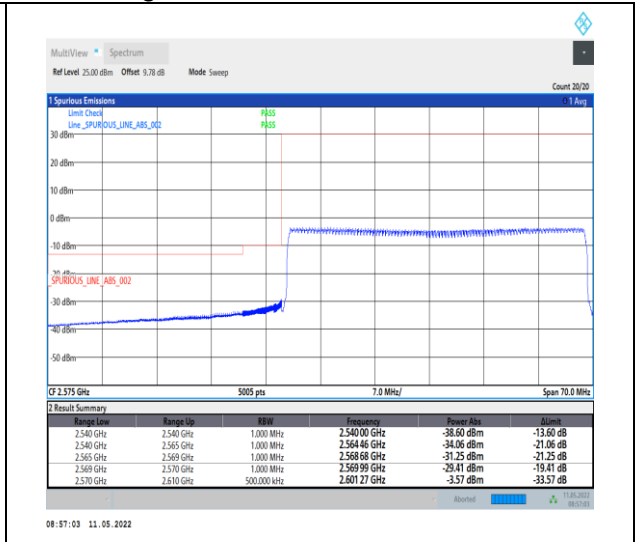 MultiView Spectrum
Ref Level 25.00 dBm Offset 9.78 dB Mode Sweep
Count 20/20
1 Spurious Emissions 1 Avg
Limit Check PASS
Line _SPURIOUS_LINE_ABS_002 PASS
30 dBm
20 dBm
10 dBm
0 dBm
-10 dBm
-20 dBm
_SPURIOUS_LINE_ABS_002
-30 dBm
-40 dBm
-50 dBm
CF 2.575 GHz 5005 pts 7.0 MHz/ Span 70.0 MHz
2 Result Summary
Range Low Range Up RBW Frequency Power Abs ΔLimit
2.540 GHz 2.540 GHz 1.000 MHz 2.540 00 GHz -38.60 dBm -13.60 dB
2.540 GHz 2.565 GHz 1.000 MHz 2.564 46 GHz -34.06 dBm -21.06 dB
2.565 GHz 2.569 GHz 1.000 MHz 2.568 68 GHz -31.25 dBm -21.25 dB
2.569 GHz 2.570 GHz 1.000 MHz 2.569 99 GHz -29.41 dBm -19.41 dB
2.570 GHz 2.610 GHz 500.000 kHz 2.601 27 GHz -3.57 dBm -33.57 dB
Aborted 11.05.2022
08:57:03
08:57:03 11.05.2022